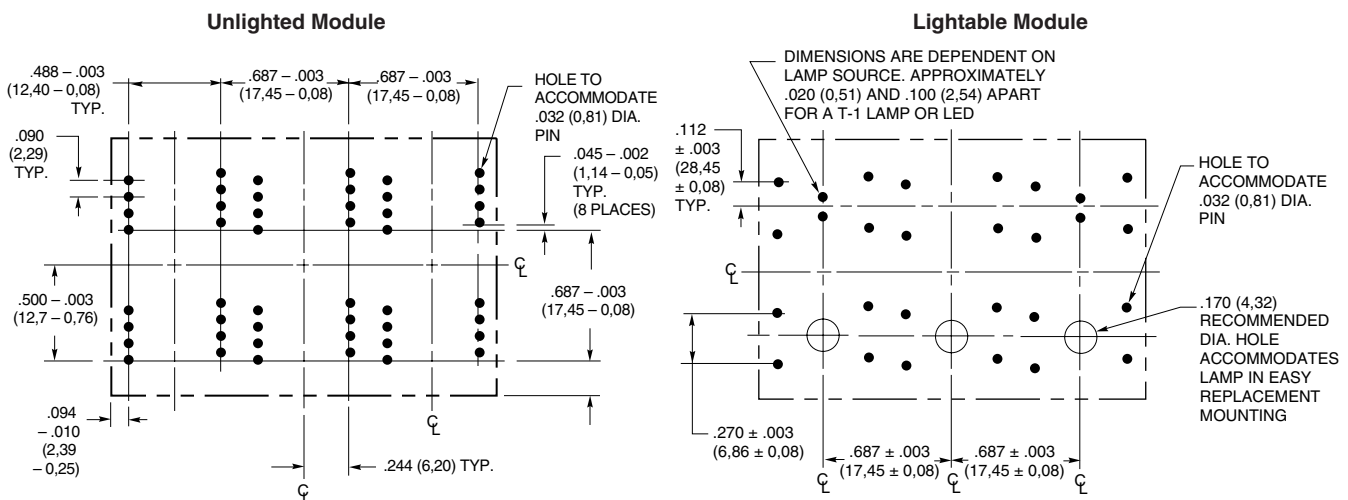 Unlighted Module
.488 – .003
(12,40 – 0,08)
TYP.
.687 – .003
(17,45 – 0,08)
.687 – .003
(17,45 – 0,08)
HOLE TO
ACCOMMODATE
.032 (0,81) DIA.
PIN
.090
(2,29)
TYP.
.045 – .002
(1,14 – 0,05)
TYP.
(8 PLACES)
℄
.500 – .003
(12,7 – 0,76)
.687 – .003
(17,45 – 0,08)
.094
– .010
(2,39
– 0,25)
℄
.244 (6,20) TYP.
℄
Lightable Module
DIMENSIONS ARE DEPENDENT ON
LAMP SOURCE. APPROXIMATELY
.020 (0,51) AND .100 (2,54) APART
FOR A T-1 LAMP OR LED
.112
± .003
(28,45
± 0,08)
TYP.
HOLE TO
ACCOMMODATE
.032 (0,81) DIA.
PIN
℄
.170 (4,32)
RECOMMENDED
DIA. HOLE
ACCOMMODATES
LAMP IN EASY
REPLACEMENT
MOUNTING
.270 ± .003
(6,86 ± 0,08)
.687 ± .003
(17,45 ± 0,08)
.687 ± .003
(17,45 ± 0,08)
℄
℄
℄